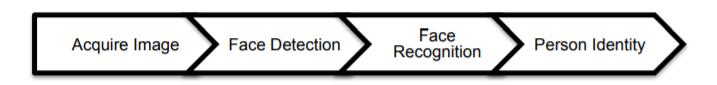 Acquire Image
Face Detection
Face
Recognition
Person Identity